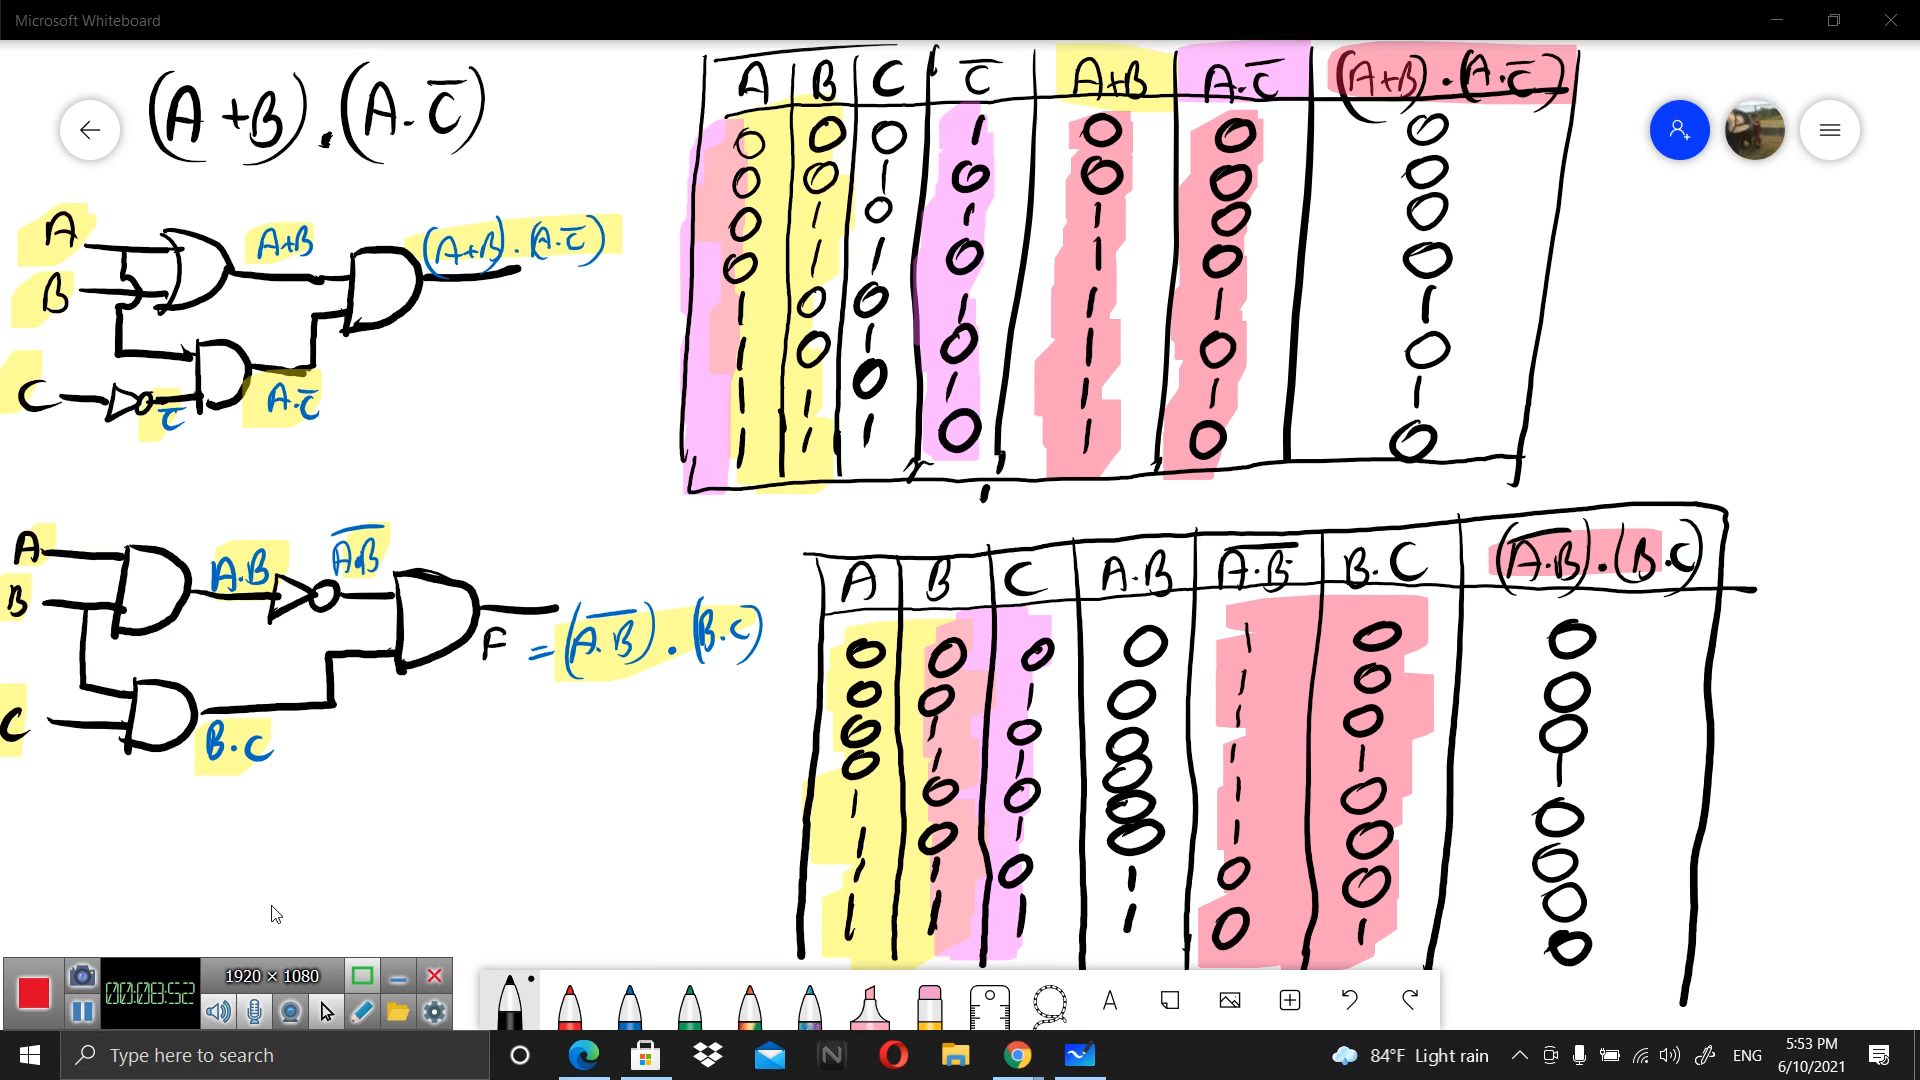 Microsoft Whiteboard
(A+B).(A.C̅)
A
B
C
A+B
(A+B).(A.C̅)
C̅
A.C̅
A B C C̅ A+B A.C̅ (A+B).(A.C̅)
0 0 0 1 0 0 0
0 0 1 0 0 0 0
0 1 0 1 1 0 0
0 1 1 0 1 0 0
1 0 0 1 1 1 1
1 0 1 0 1 0 0
1 1 0 1 1 1 1
1 1 1 0 1 0 0
A
B
C
A.B
A̅.̅B̅
B.C
F = (A̅.̅B̅).(B.C)
A B C A.B A̅.̅B̅ B.C (A̅.̅B̅).(B.C)
0 0 0 0 1 0 0
0 0 1 0 1 0 0
0 1 0 0 1 0 0
0 1 1 0 1 1 1
1 0 0 0 1 0 0
1 0 1 0 1 0 0
1 1 0 1 0 0 0
1 1 1 1 0 1 0
1920 × 1080
00:08:52
Type here to search
84°F Light rain
ENG
5:53 PM
6/10/2021